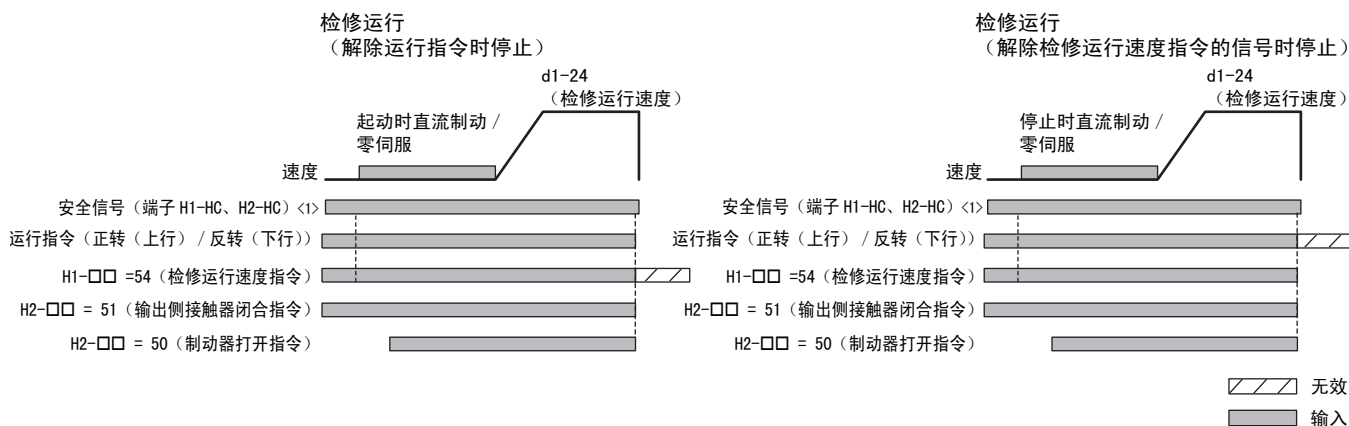 检修运行
（解除运行指令时停止）
d1-24
（检修运行速度）
起动时直流制动 /
零伺服
速度
安全信号（端子 H1-HC、H2-HC）<1>
运行指令（正转（上行）/ 反转（下行））
H1-□□ =54（检修运行速度指令）
H2-□□ = 51（输出侧接触器闭合指令）
H2-□□ = 50（制动器打开指令）
检修运行
（解除检修运行速度指令的信号时停止）
d1-24
（检修运行速度）
停止时直流制动 /
零伺服
速度
安全信号（端子 H1-HC、H2-HC）<1>
运行指令（正转（上行）/ 反转（下行））
H1-□□ =54（检修运行速度指令）
H2-□□ = 51（输出侧接触器闭合指令）
H2-□□ = 50（制动器打开指令）
无效
输入